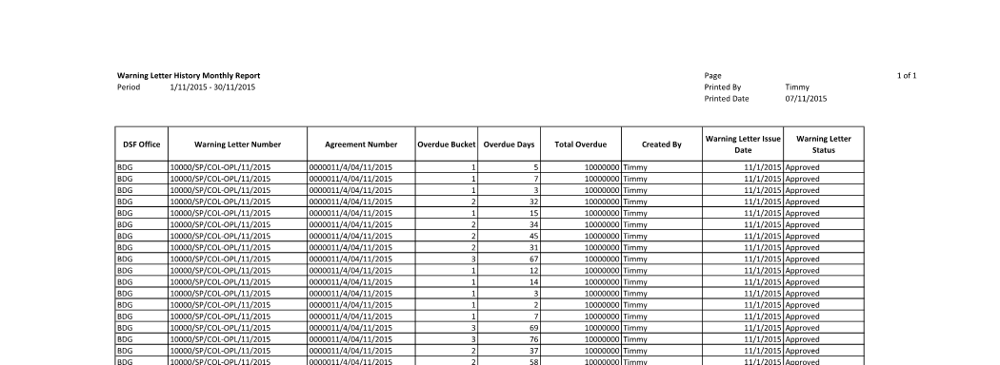 Warning Letter History Monthly Report Page 1 of 1
Period 1/11/2015 - 30/11/2015 Printed By Timmy
Printed Date 07/11/2015
DSF Office Warning Letter Number Agreement Number Overdue Bucket Overdue Days Total Overdue Created By Warning Letter Issue Date Warning Letter Status
BDG 10000/SP/COL-OPL/11/2015 0000011/4/04/11/2015 1 5 10000000 Timmy 11/1/2015 Approved
BDG 10000/SP/COL-OPL/11/2015 0000011/4/04/11/2015 1 7 10000000 Timmy 11/1/2015 Approved
BDG 10000/SP/COL-OPL/11/2015 0000011/4/04/11/2015 1 3 10000000 Timmy 11/1/2015 Approved
BDG 10000/SP/COL-OPL/11/2015 0000011/4/04/11/2015 2 32 10000000 Timmy 11/1/2015 Approved
BDG 10000/SP/COL-OPL/11/2015 0000011/4/04/11/2015 1 15 10000000 Timmy 11/1/2015 Approved
BDG 10000/SP/COL-OPL/11/2015 0000011/4/04/11/2015 2 34 10000000 Timmy 11/1/2015 Approved
BDG 10000/SP/COL-OPL/11/2015 0000011/4/04/11/2015 2 45 10000000 Timmy 11/1/2015 Approved
BDG 10000/SP/COL-OPL/11/2015 0000011/4/04/11/2015 2 31 10000000 Timmy 11/1/2015 Approved
BDG 10000/SP/COL-OPL/11/2015 0000011/4/04/11/2015 3 67 10000000 Timmy 11/1/2015 Approved
BDG 10000/SP/COL-OPL/11/2015 0000011/4/04/11/2015 1 12 10000000 Timmy 11/1/2015 Approved
BDG 10000/SP/COL-OPL/11/2015 0000011/4/04/11/2015 1 14 10000000 Timmy 11/1/2015 Approved
BDG 10000/SP/COL-OPL/11/2015 0000011/4/04/11/2015 1 3 10000000 Timmy 11/1/2015 Approved
BDG 10000/SP/COL-OPL/11/2015 0000011/4/04/11/2015 1 2 10000000 Timmy 11/1/2015 Approved
BDG 10000/SP/COL-OPL/11/2015 0000011/4/04/11/2015 1 7 10000000 Timmy 11/1/2015 Approved
BDG 10000/SP/COL-OPL/11/2015 0000011/4/04/11/2015 3 69 10000000 Timmy 11/1/2015 Approved
BDG 10000/SP/COL-OPL/11/2015 0000011/4/04/11/2015 3 76 10000000 Timmy 11/1/2015 Approved
BDG 10000/SP/COL-OPL/11/2015 0000011/4/04/11/2015 2 37 10000000 Timmy 11/1/2015 Approved
BDG 10000/SP/COL-OPL/11/2015 0000011/4/04/11/2015 2 58 10000000 Timmy 11/1/2015 Approved